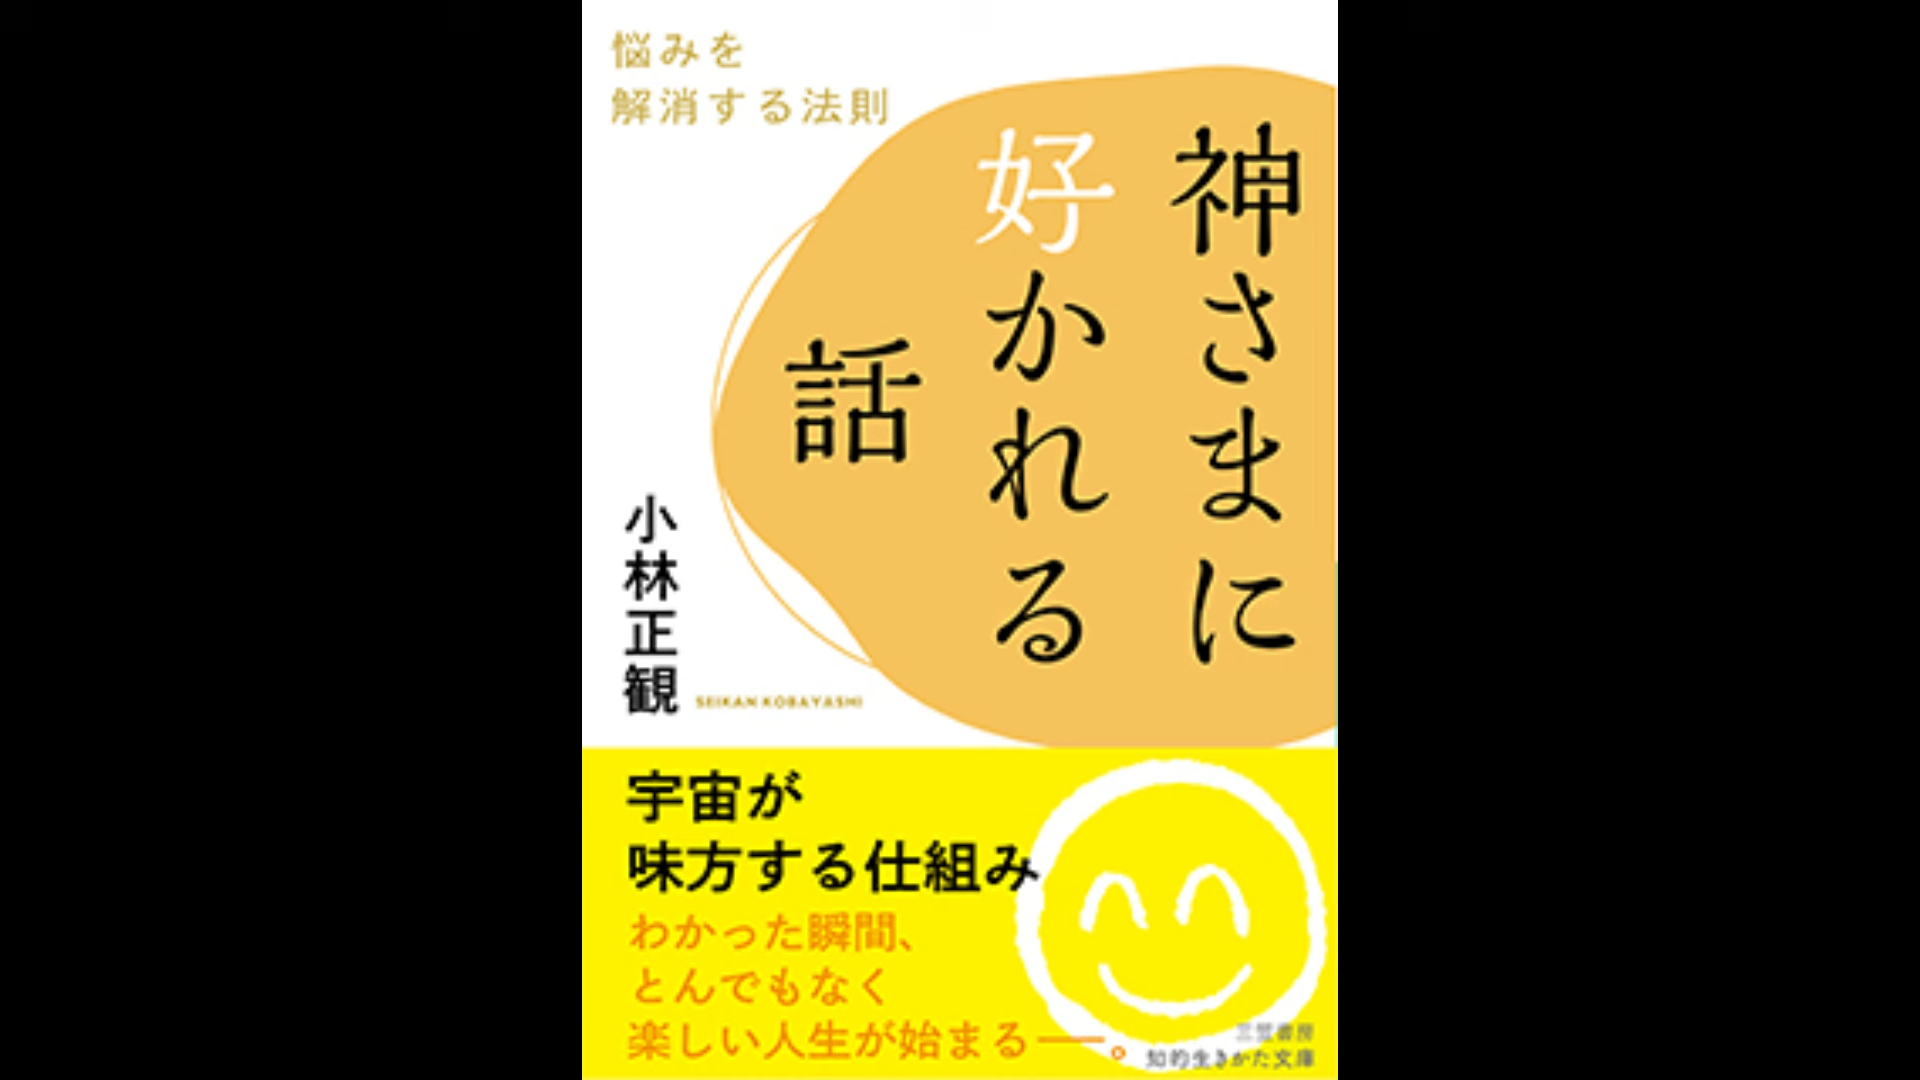 悩みを
解消する法則
神さまに
好かれる
話
小林正観
SEIKAN KOBAYASHI
宇宙が
味方する仕組み
わかった瞬間、
とんでもなく
楽しい人生が始まる──。
三笠書房
知的生きかた文庫